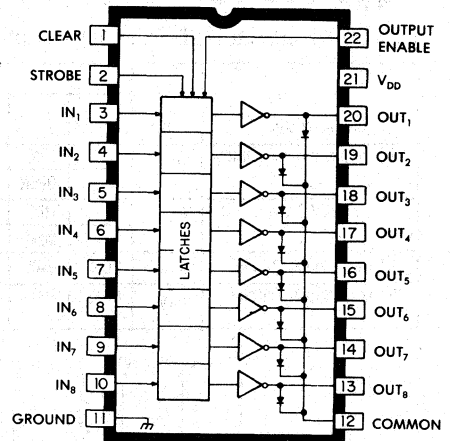 CLEAR 1
STROBE 2
IN1 3
IN2 4
IN3 5
IN4 6
IN5 7
IN6 8
IN7 9
IN8 10
GROUND 11
LATCHES
22 OUTPUT ENABLE
21 VDD
20 OUT1
19 OUT2
18 OUT3
17 OUT4
16 OUT5
15 OUT6
14 OUT7
13 OUT8
12 COMMON